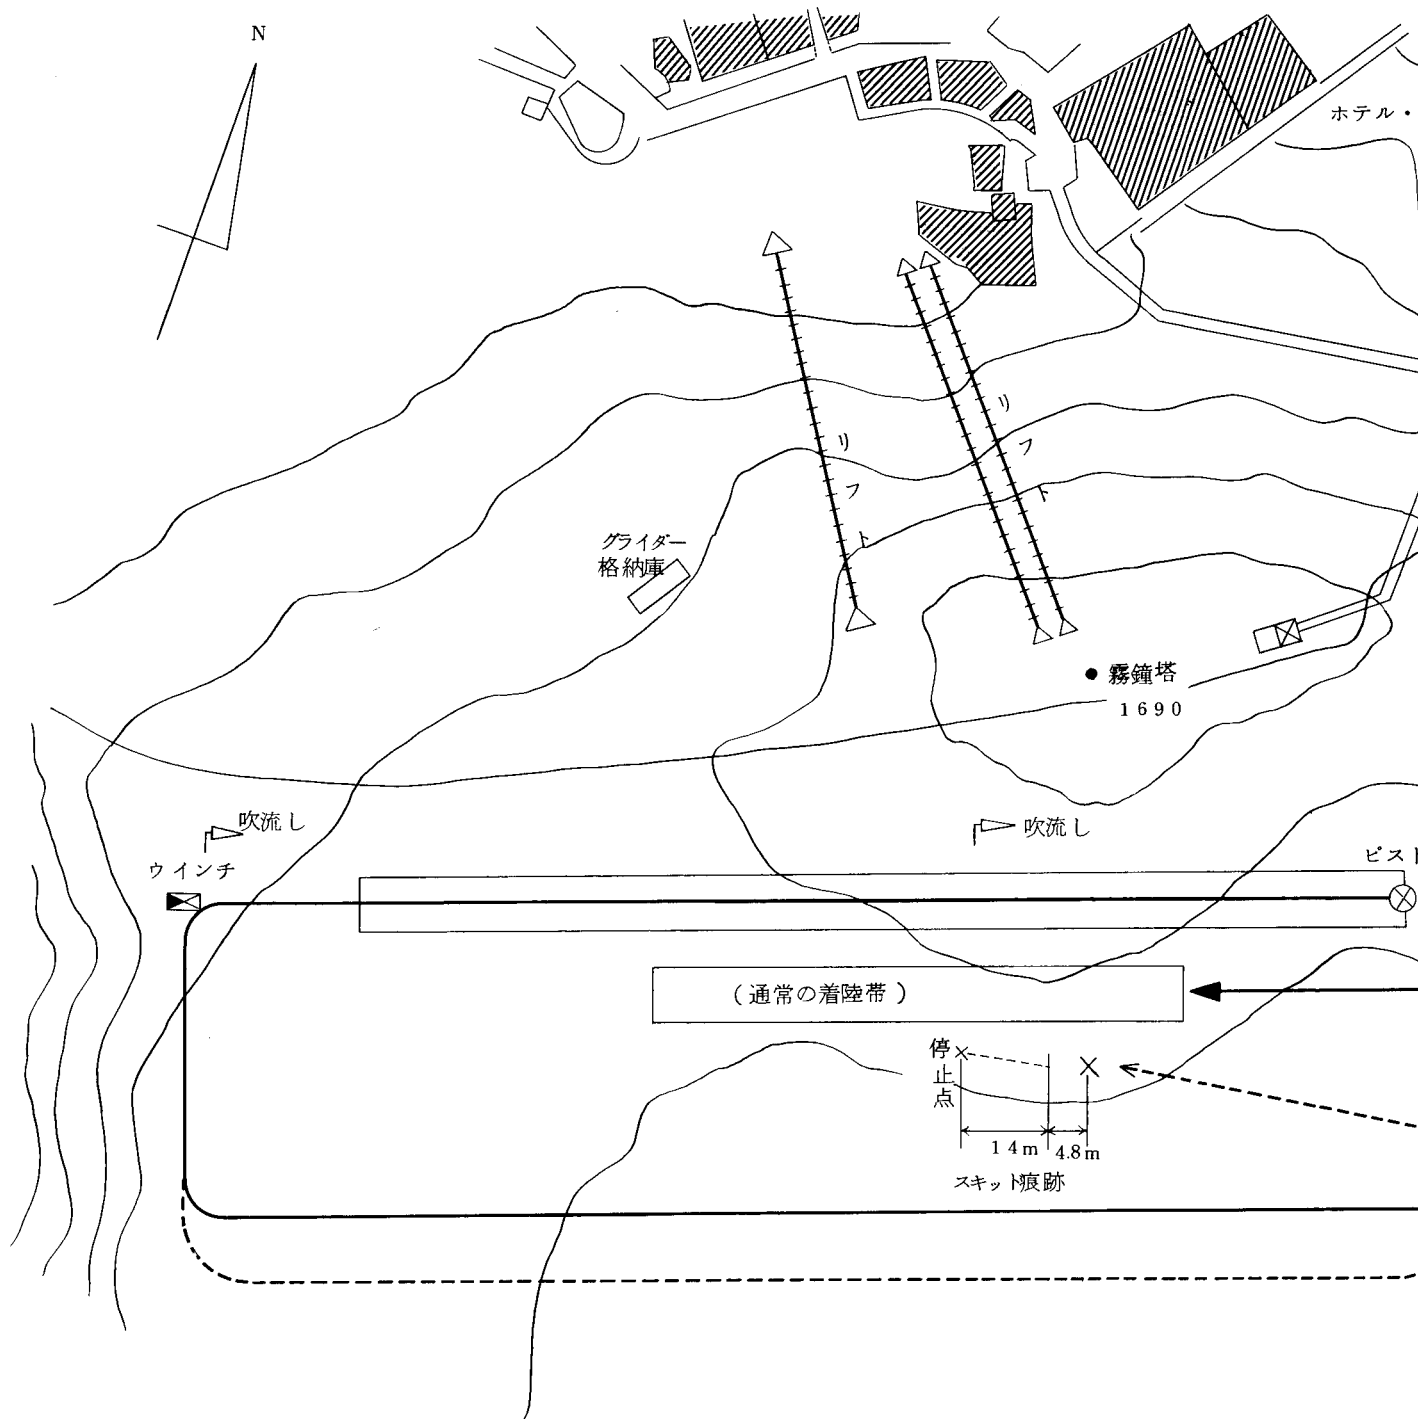 N
ホテル・
リフト
リフト
グライダー
格納庫
霧鐘塔
1690
吹流し
吹流し
ウインチ
ピスト
(通常の着陸帯)
停止点
14m
4.8m
スキット痕跡